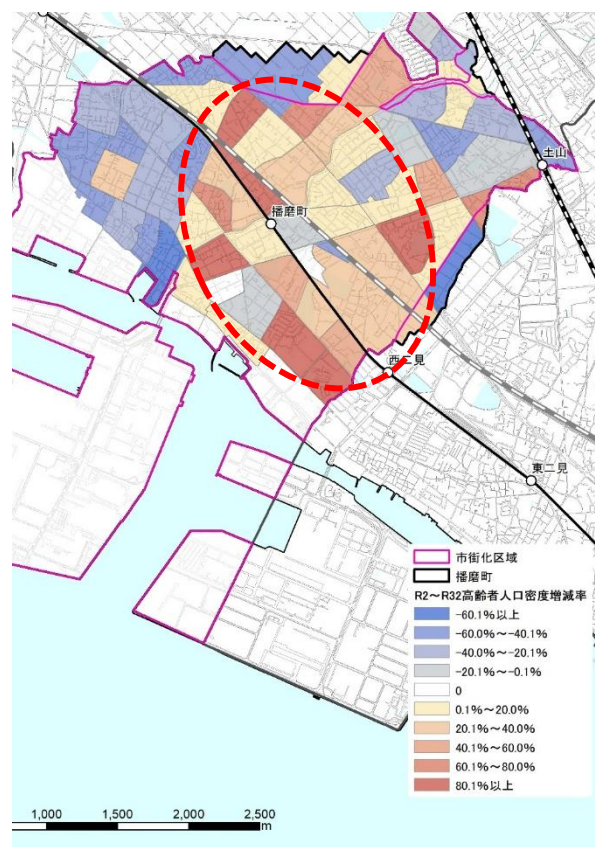 土山
播磨町
西二見
東二見
市街化区域
播磨町
R2～R32高齢者人口密度増減率
-60.1%以上
-60.0%～-40.1%
-40.0%～-20.1%
-20.1%～-0.1%
0
0.1%～20.0%
20.1%～40.0%
40.1%～60.0%
60.1%～80.0%
80.1%以上
1,000 1,500 2,000 2,500
m